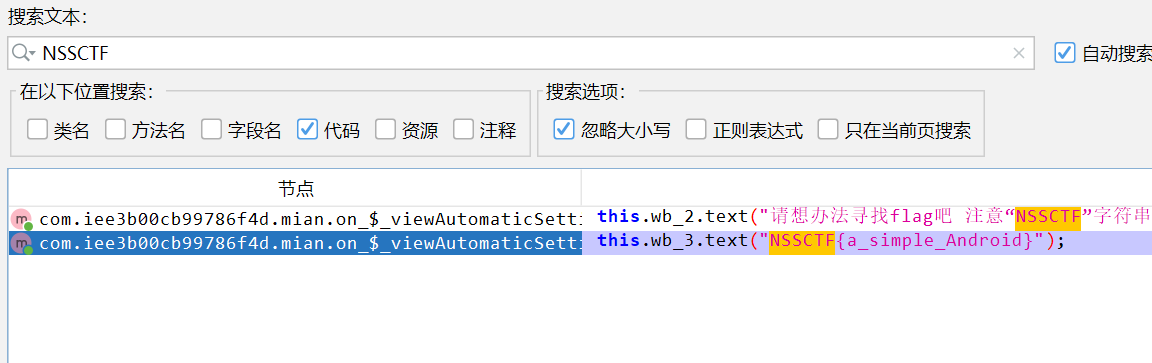 搜索文本：
NSSCTF
自动搜索
在以下位置搜索：
搜索选项：
类名 方法名 字段名 代码 资源 注释
忽略大小写 正则表达式 只在当前页搜索
节点
com.iee3b00cb99786f4d.mian.on_$_viewAutomaticSetti this.wb_2.text("请想办法寻找flag吧 注意“NSSCTF”字符串
com.iee3b00cb99786f4d.mian.on_$_viewAutomaticSetti this.wb_3.text("NSSCTF{a_simple_Android}");